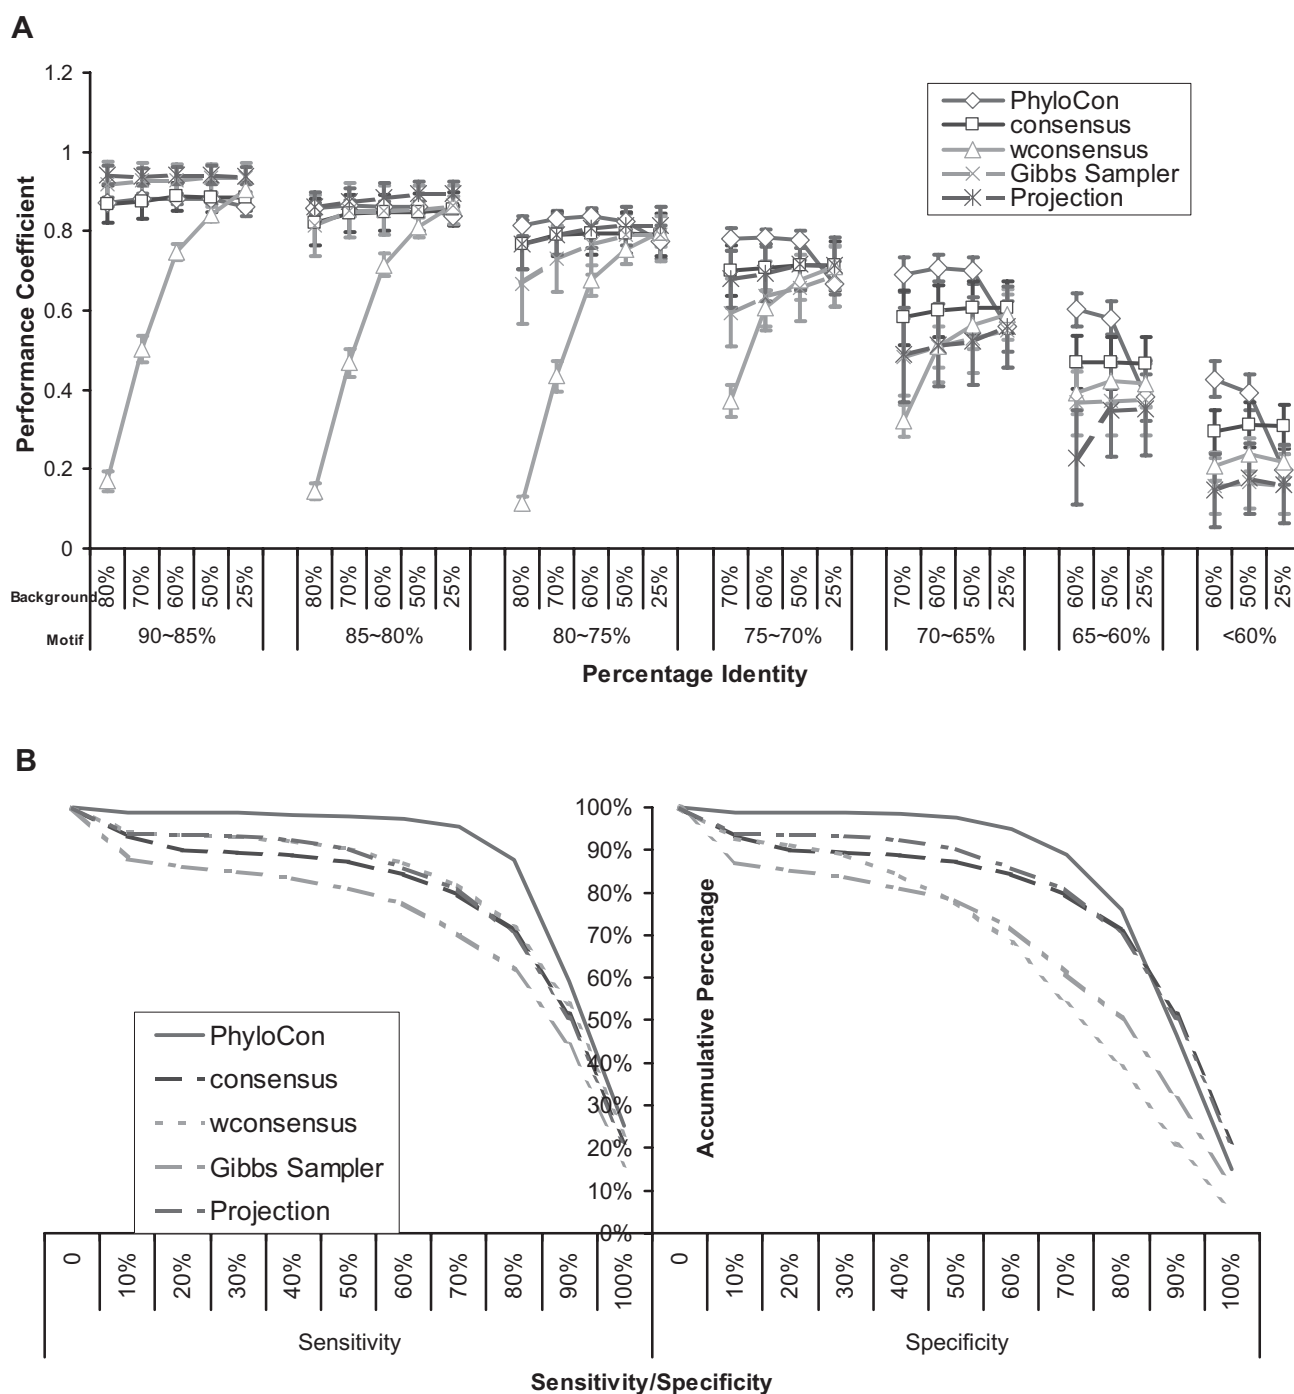 A
1.2
1
0.8
0.6
0.4
0.2
0
Performance Coefficient
PhyloCon
consensus
wconsensus
Gibbs Sampler
Projection
Background 80% 70% 60% 50% 25% 80% 70% 60% 50% 25% 80% 70% 60% 50% 25% 70% 60% 50% 25% 70% 60% 50% 25% 60% 50% 25% 60% 50% 25%
Motif 90~85% 85~80% 80~75% 75~70% 70~65% 65~60% <60%
Percentage Identity
B
100%
90%
80%
70%
60%
50%
40%
30%
20%
10%
0%
Accumulative Percentage
PhyloCon
consensus
wconsensus
Gibbs Sampler
Projection
0 10% 20% 30% 40% 50% 60% 70% 80% 90% 100% 0 10% 20% 30% 40% 50% 60% 70% 80% 90% 100%
Sensitivity Specificity
Sensitivity/Specificity